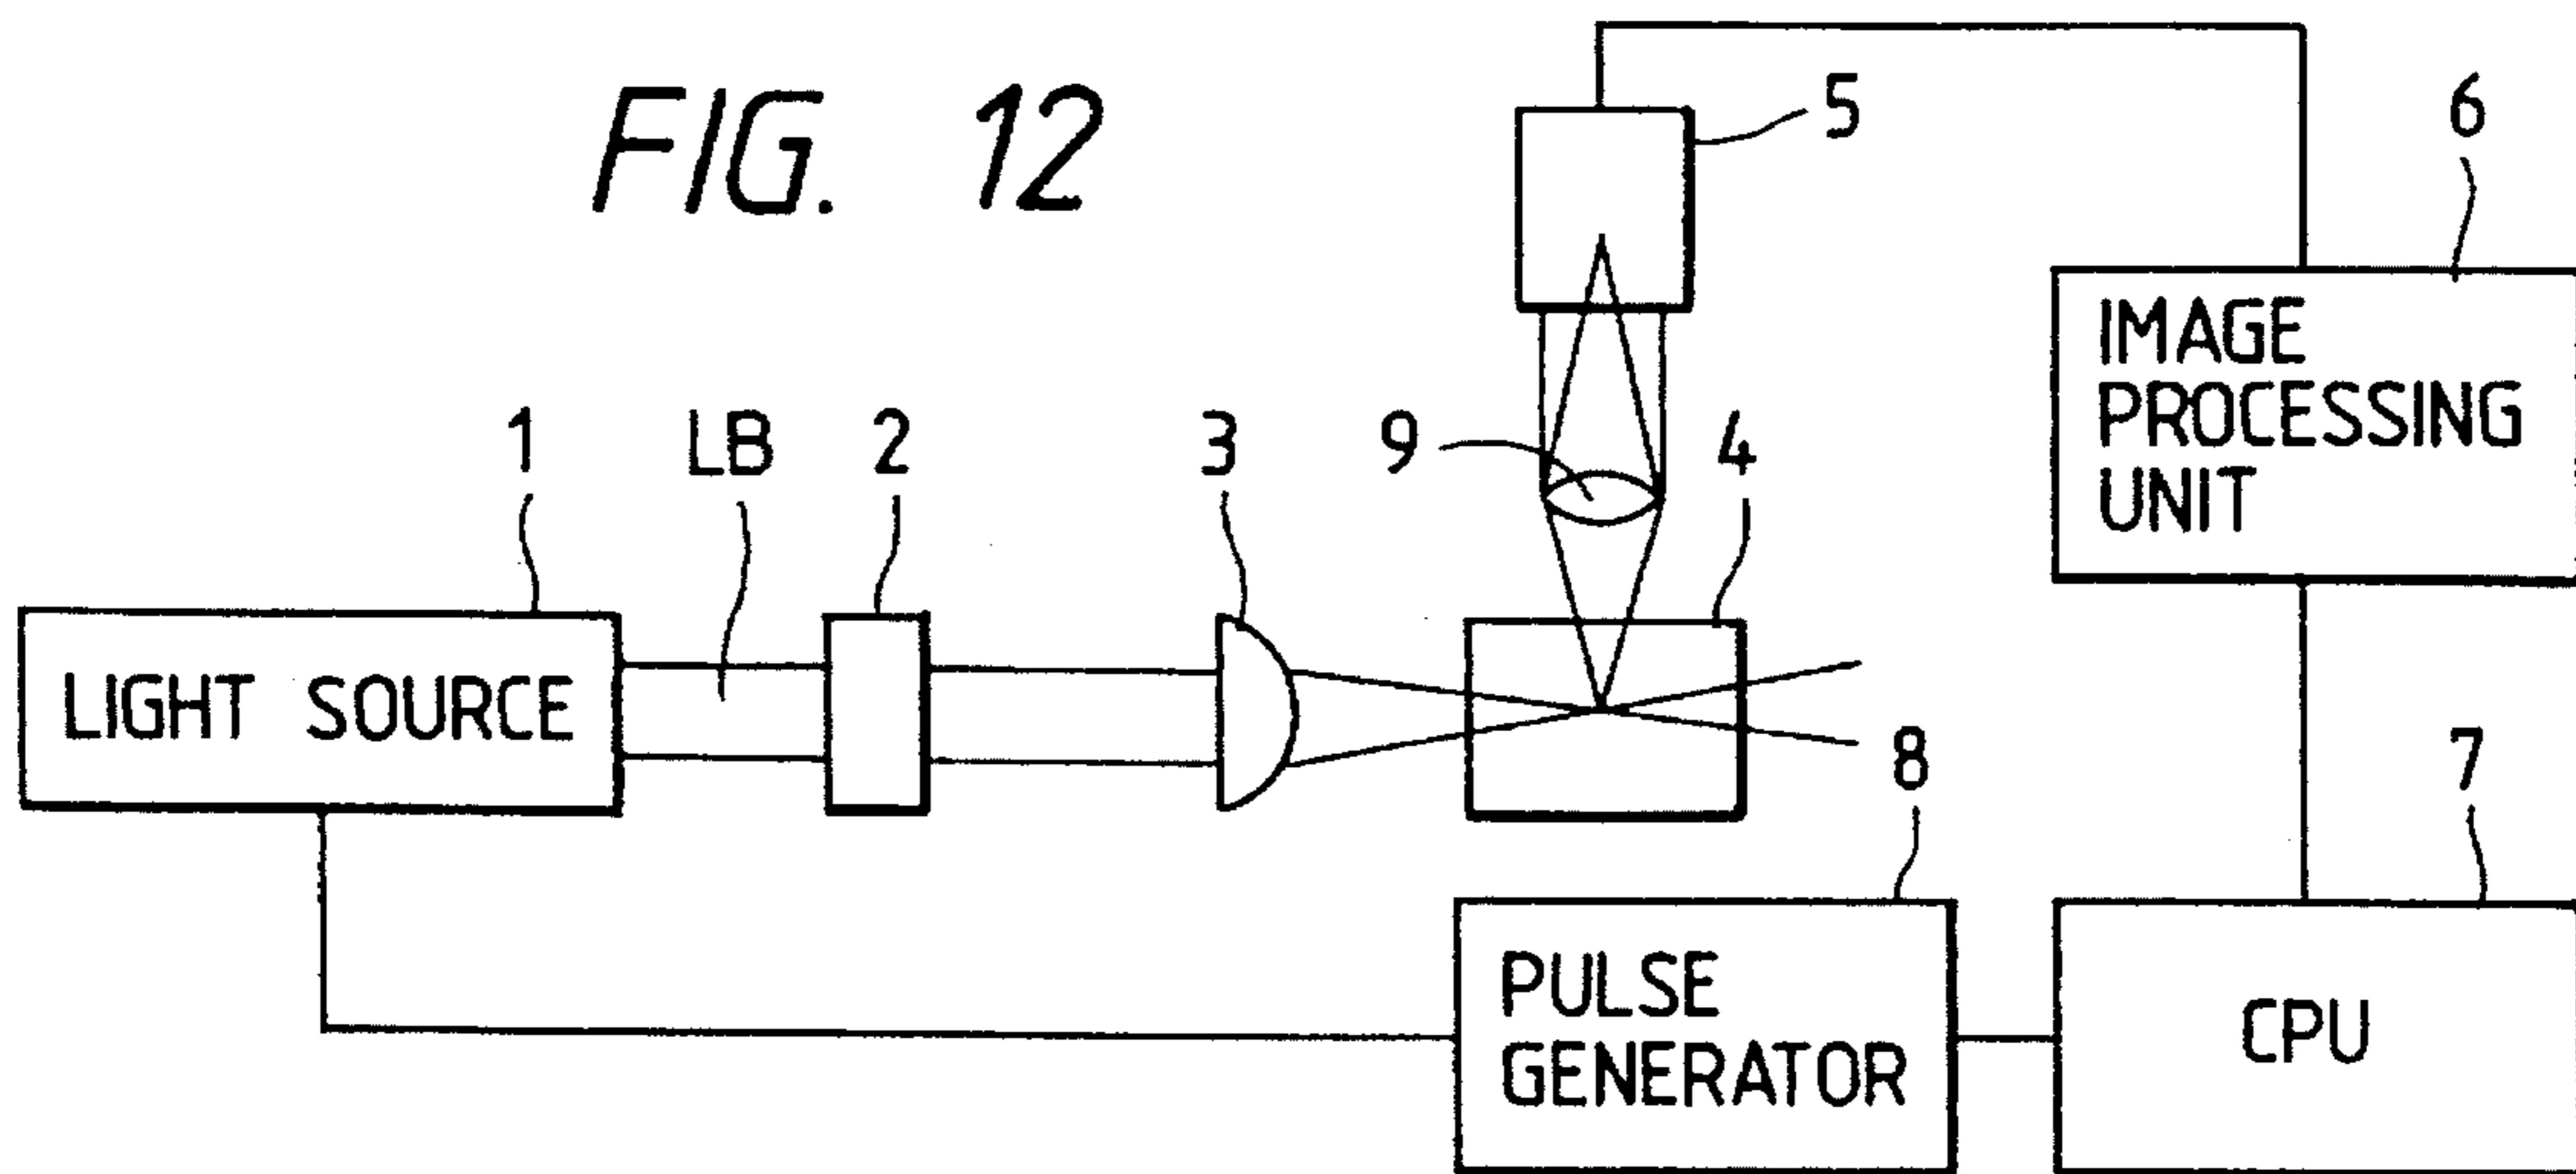 FIG. 12
5
6
IMAGE
PROCESSING
UNIT
1
LB
2
3
9
4
LIGHT SOURCE
8
7
PULSE
GENERATOR
CPU